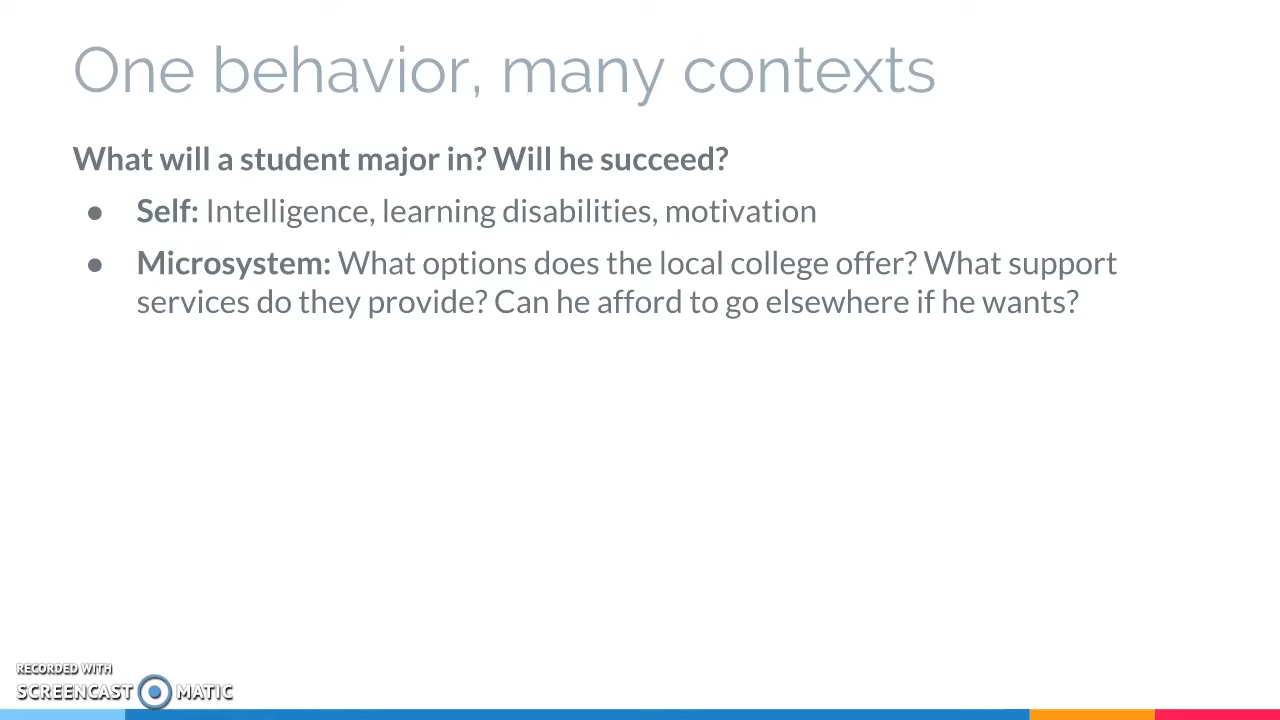 One behavior, many contexts
What will a student major in? Will he succeed?
● Self: Intelligence, learning disabilities, motivation
● Microsystem: What options does the local college offer? What support
services do they provide? Can he afford to go elsewhere if he wants?
RECORDED WITH
SCREENCAST MATIC